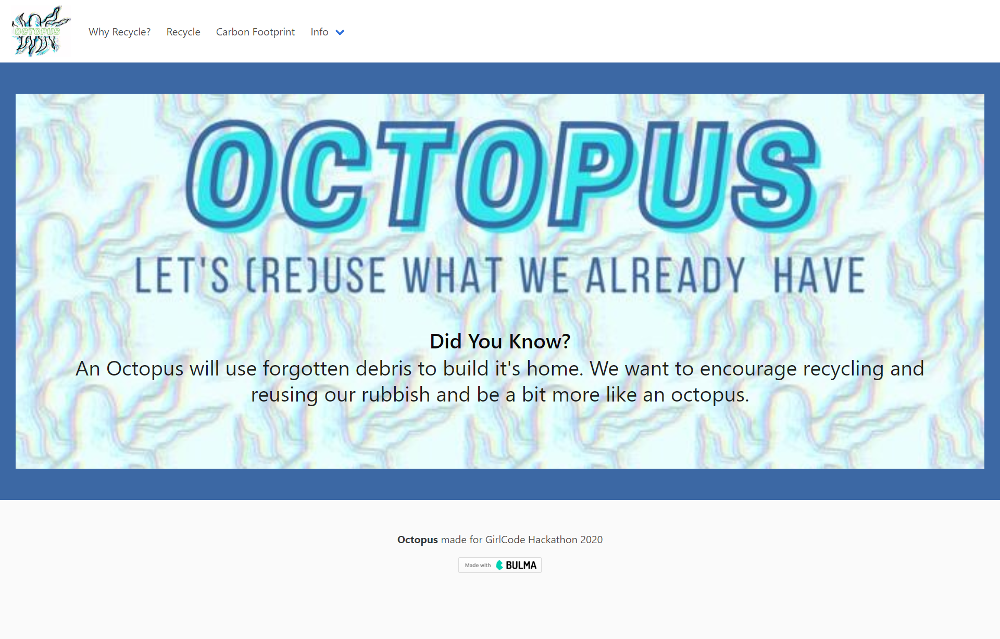 OCTOPUS
Why Recycle?
Recycle
Carbon Footprint
Info
OCTOPUS
LET'S (RE)USE WHAT WE ALREADY HAVE
Did You Know?
An Octopus will use forgotten debris to build it's home. We want to encourage recycling and
reusing our rubbish and be a bit more like an octopus.
Octopus made for GirlCode Hackathon 2020
Made with BULMA